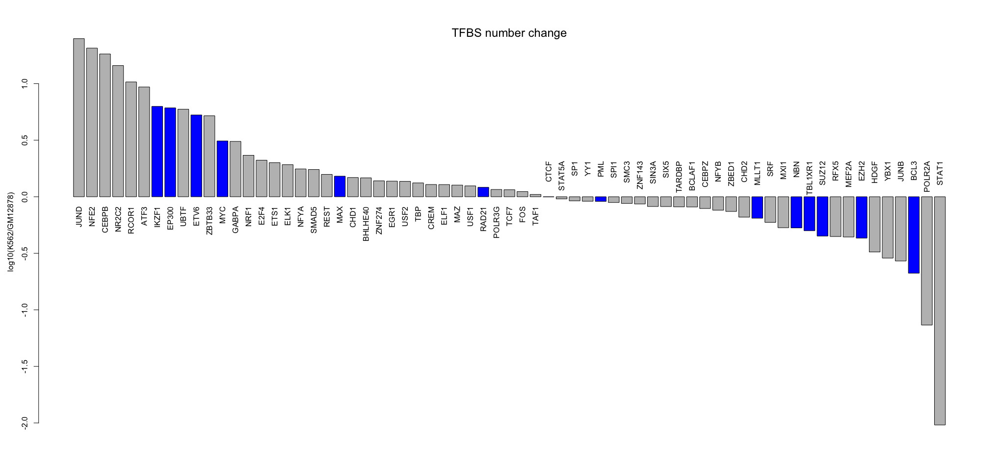 TFBS number change
log10(K562/GM12878)
1.0
0.5
0.0
-0.5
-1.0
-1.5
-2.0
JUND
NFE2
CEBPB
NR2C2
RCOR1
ATF3
IKZF1
EP300
UBTF
ETV6
ZBTB33
MYC
GABPA
NRF1
E2F4
ETS1
ELK1
NFYA
SMAD5
REST
MAX
CHD1
BHLHE40
ZNF274
EGR1
USF2
TBP
CREM
ELF1
MAZ
USF1
RAD21
POLR3G
TCF7
FOS
TAF1
CTCF
STAT5A
SP1
YY1
PML
SPI1
SMC3
ZNF143
SIN3A
SIX5
TARDBP
BCLAF1
CEBPZ
NFYB
ZBED1
CHD2
MLLT1
SRF
MXI1
NBN
TBL1XR1
SUZ12
RFX5
MEF2A
EZH2
HDGF
YBX1
JUNB
BCL3
POLR2A
STAT1